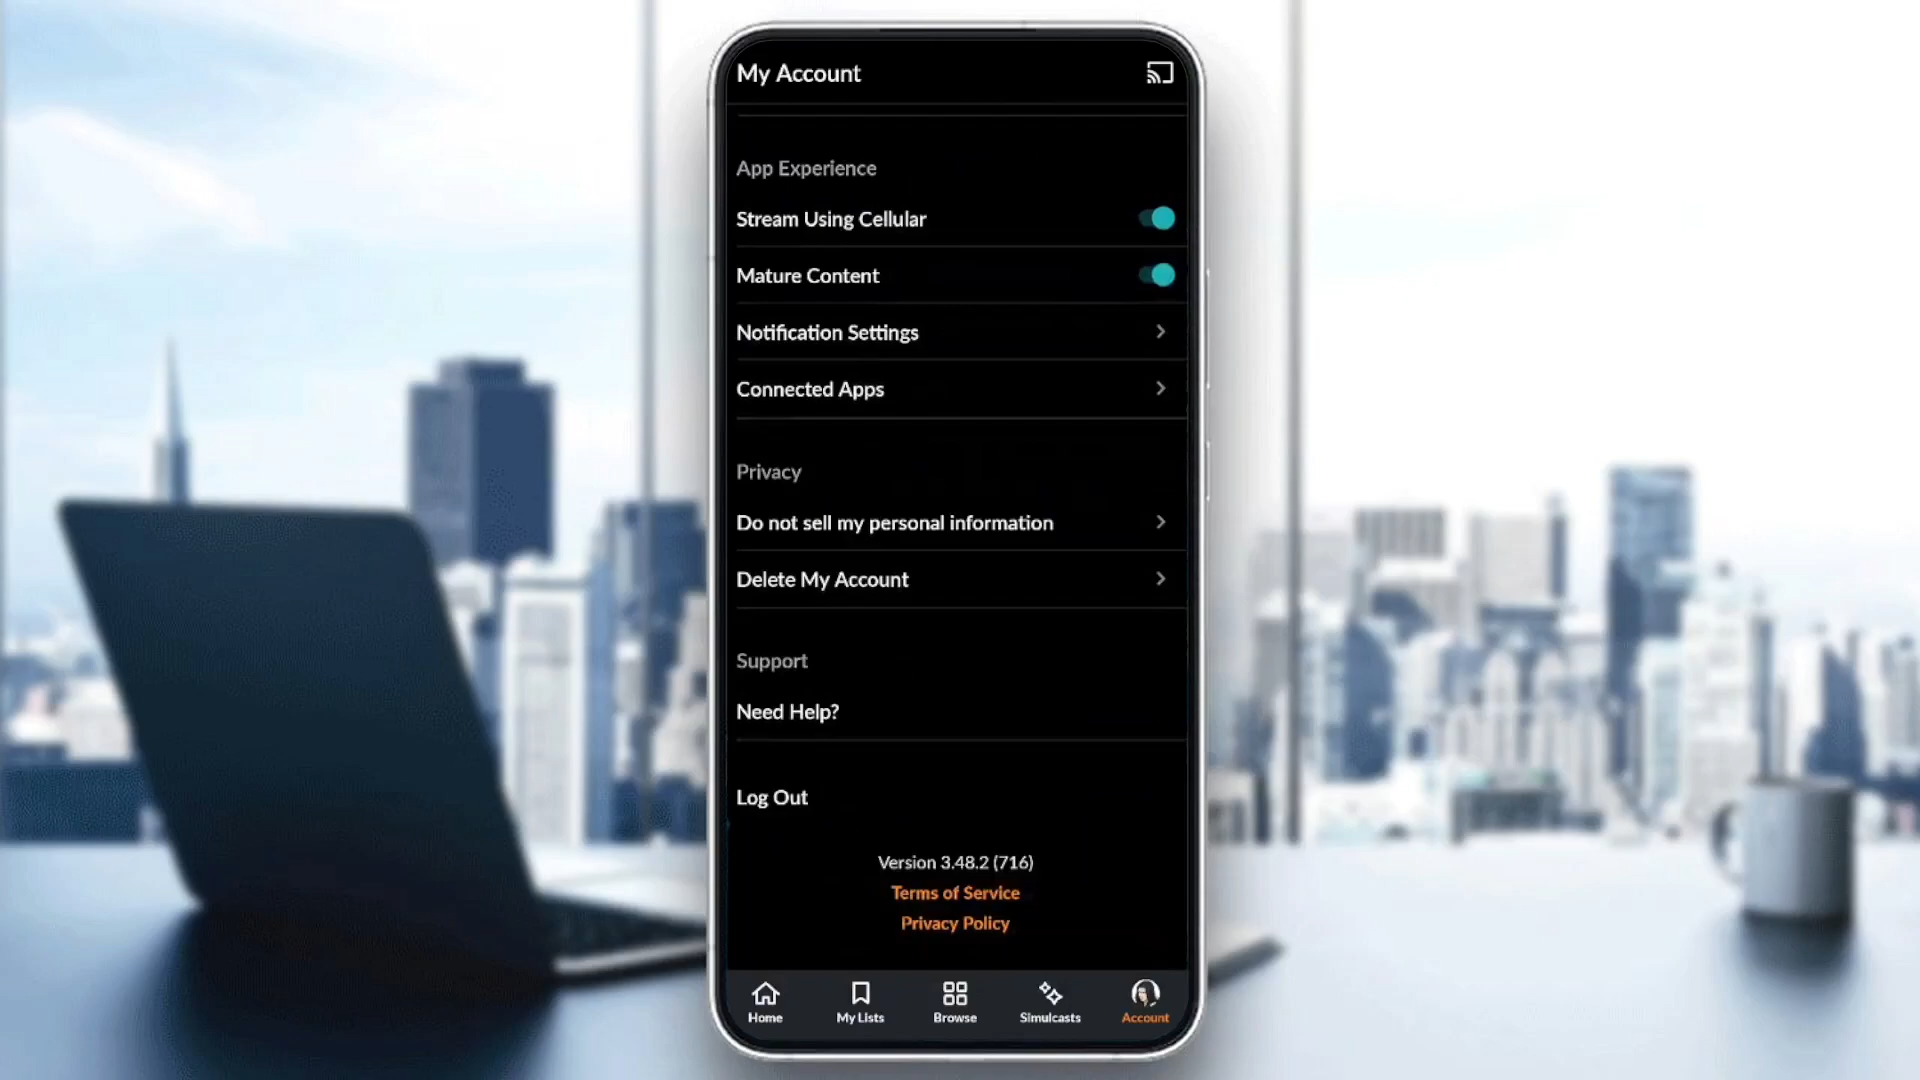 My Account
App Experience
Stream Using Cellular
Mature Content
Notification Settings
Connected Apps
Privacy
Do not sell my personal information
Delete My Account
Support
Need Help?
Log Out
Version 3.48.2 (716)
Terms of Service
Privacy Policy
Home
My Lists
Browse
Simulcasts
Account